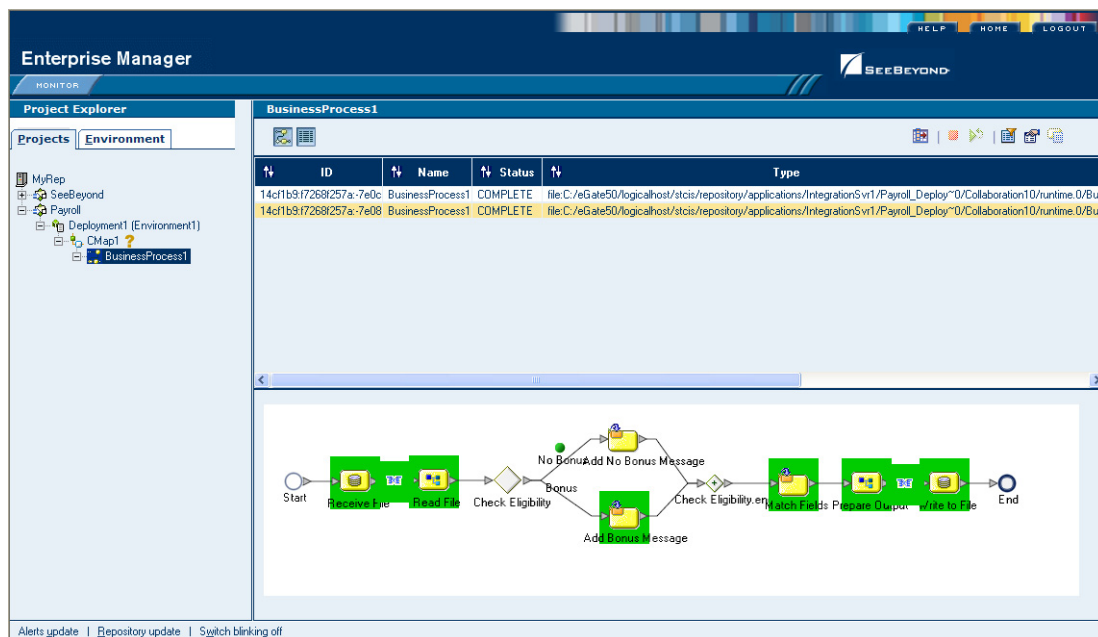 HELP HOME LOGOUT
Enterprise Manager
SEEBEYOND
MONITOR
Project Explorer
BusinessProcess1
Projects Environment
ID Name Status Type
MyRep
SeeBeyond
Payroll
Deployment1 (Environment1)
CMap1 ?
BusinessProcess1
14cf1b9:f7268f257a:-7e0c BusinessProcess1 COMPLETE file:C:/eGate50/logicalhost/stcis/repository/applications/IntegrationSvr1/Payroll_Deploy~0/Collaboration10/runtime.0/Bu
14cf1b9:f7268f257a:-7e08 BusinessProcess1 COMPLETE file:C:/eGate50/logicalhost/stcis/repository/applications/IntegrationSvr1/Payroll_Deploy~0/Collaboration10/runtime.0/Bu
No Bonus
Add No Bonus Message
Start
Receive File
Read File
Check Eligibility
Bonus
Add Bonus Message
Check Eligibility.en
Match Fields
Prepare Output
Write to File
End
Alerts update | Repository update | Switch blinking off